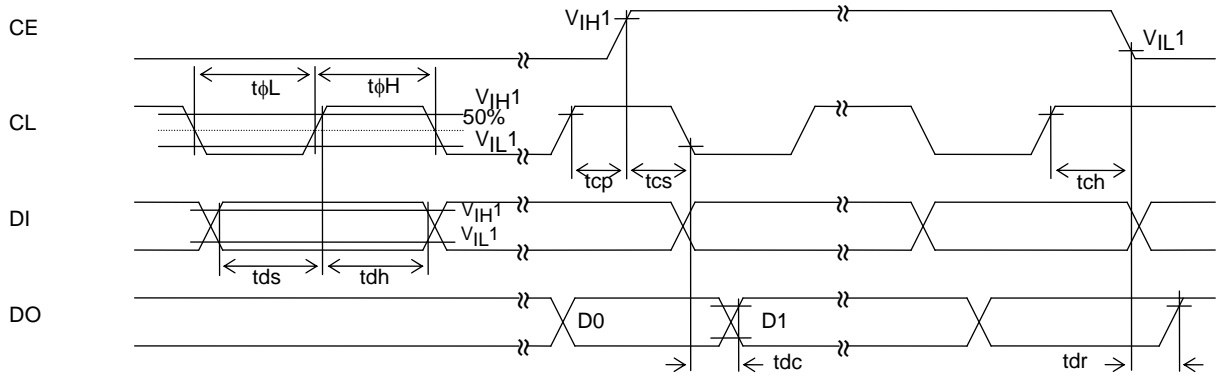 CE
VIH1
VIL1
tϕL
tϕH
CL
VIH1
50%
VIL1
tcp
tcs
tch
DI
VIH1
VIL1
tds
tdh
DO
D0
D1
tdc
tdr